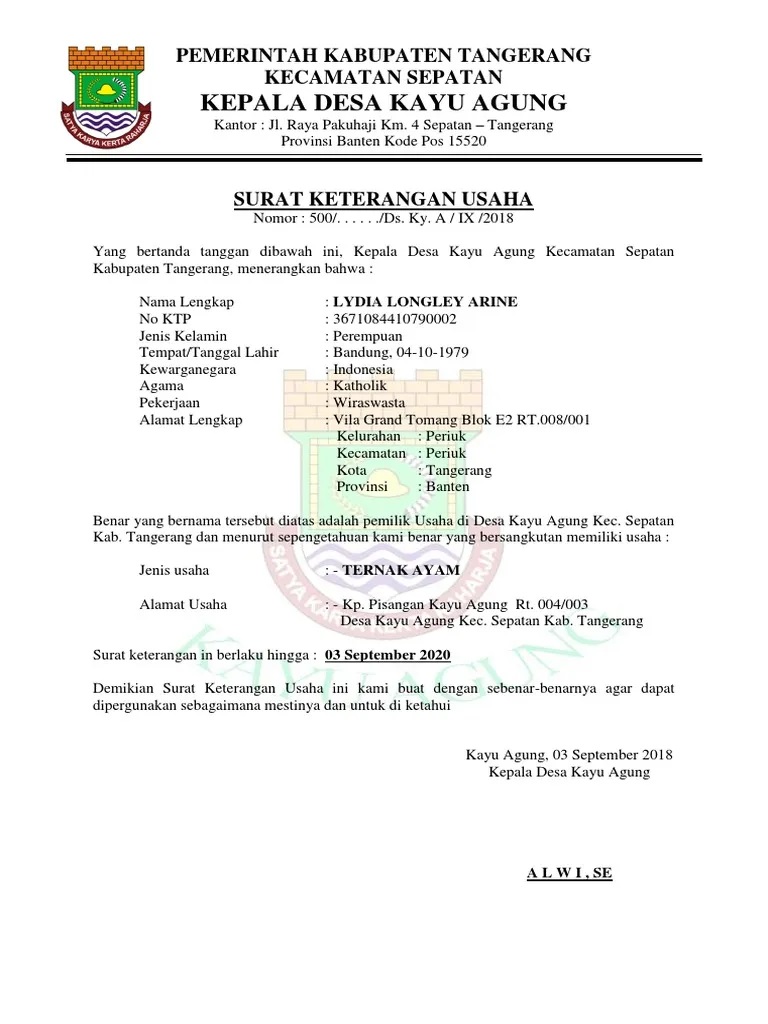 PEMERINTAH KABUPATEN TANGERANG
KECAMATAN SEPATAN
KEPALA DESA KAYU AGUNG
Kantor : Jl. Raya Pakuhaji Km. 4 Sepatan – Tangerang
Provinsi Banten Kode Pos 15520
SATYA KARYA KERTA RAHARJA
SURAT KETERANGAN USAHA
Nomor : 500/. . . . . ./Ds. Ky. A / IX /2018
Yang bertanda tanggan dibawah ini, Kepala Desa Kayu Agung Kecamatan Sepatan
Kabupaten Tangerang, menerangkan bahwa :
Nama Lengkap : LYDIA LONGLEY ARINE
No KTP : 3671084410790002
Jenis Kelamin : Perempuan
Tempat/Tanggal Lahir : Bandung, 04-10-1979
Kewarganegara : Indonesia
Agama : Katholik
Pekerjaan : Wiraswasta
Alamat Lengkap : Vila Grand Tomang Blok E2 RT.008/001
Kelurahan : Periuk
Kecamatan : Periuk
Kota : Tangerang
Provinsi : Banten
Benar yang bernama tersebut diatas adalah pemilik Usaha di Desa Kayu Agung Kec. Sepatan
Kab. Tangerang dan menurut sepengetahuan kami benar yang bersangkutan memiliki usaha :
Jenis usaha : - TERNAK AYAM
Alamat Usaha : - Kp. Pisangan Kayu Agung Rt. 004/003
Desa Kayu Agung Kec. Sepatan Kab. Tangerang
SATYA KARYA KERTA RAHARJA
KAYU AGUNG
Surat keterangan in berlaku hingga : 03 September 2020
Demikian Surat Keterangan Usaha ini kami buat dengan sebenar-benarnya agar dapat
dipergunakan sebagaimana mestinya dan untuk di ketahui
Kayu Agung, 03 September 2018
Kepala Desa Kayu Agung
A L W I , SE